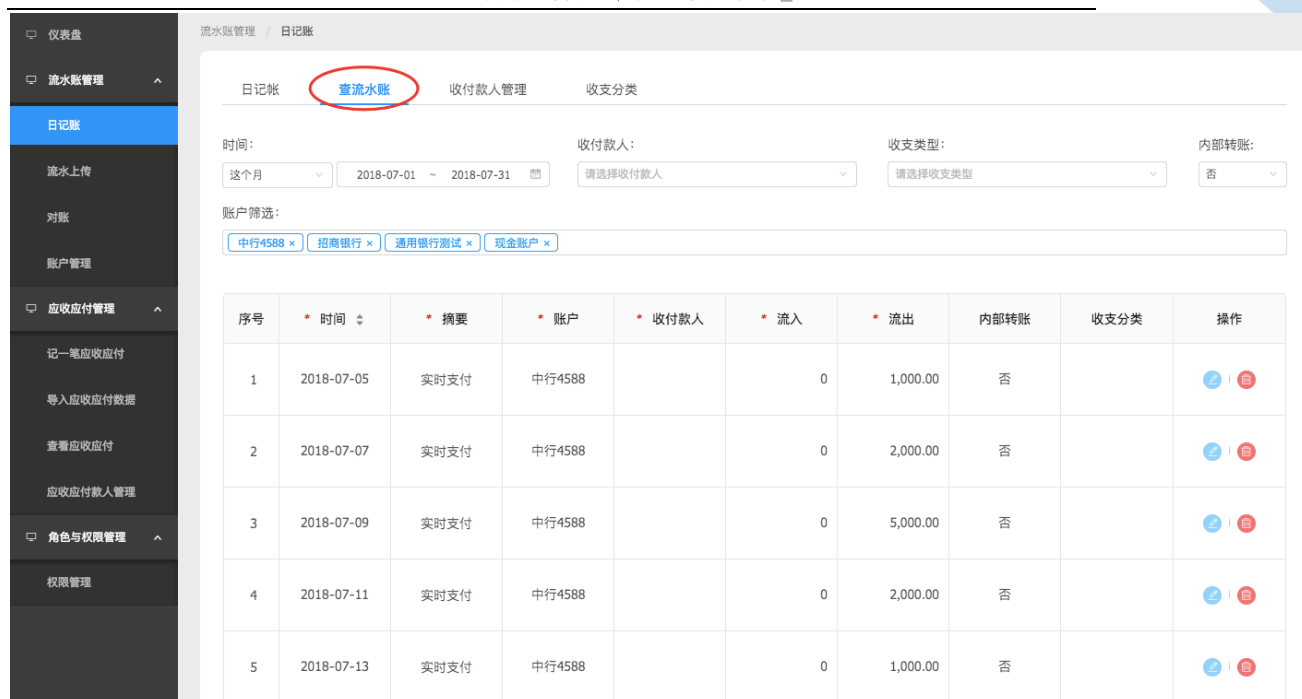 仪表盘
流水账管理
日记账
流水上传
对账
账户管理
应收应付管理
记一笔应收应付
导入应收应付数据
查看应收应付
应收应付款人管理
角色与权限管理
权限管理
流水账管理 / 日记账
日记帐 查流水账 收付款人管理 收支分类
时间: 收付款人: 收支类型: 内部转账:
这个月 2018-07-01 ~ 2018-07-31 请选择收付款人 请选择收支类型 否
账户筛选:
中行4588 × 招商银行 × 通用银行测试 × 现金账户 ×
序号 * 时间 * 摘要 * 账户 * 收付款人 * 流入 * 流出 内部转账 收支分类 操作
1 2018-07-05 实时支付 中行4588 0 1,000.00 否
2 2018-07-07 实时支付 中行4588 0 2,000.00 否
3 2018-07-09 实时支付 中行4588 0 5,000.00 否
4 2018-07-11 实时支付 中行4588 0 2,000.00 否
5 2018-07-13 实时支付 中行4588 0 1,000.00 否